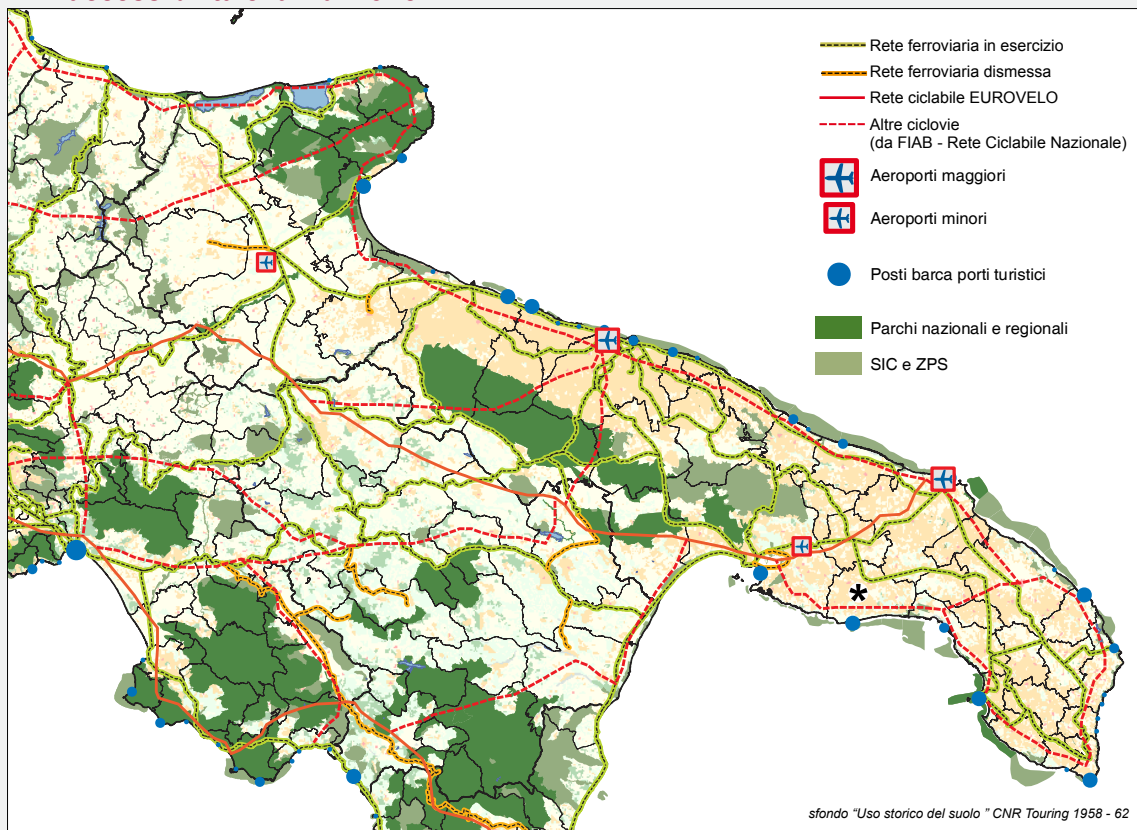 Rete ferroviaria in esercizio
Rete ferroviaria dismessa
Rete ciclabile EUROVELO
Altre ciclovie
(da FIAB - Rete Ciclabile Nazionale)
Aeroporti maggiori
Aeroporti minori
Posti barca porti turistici
Parchi nazionali e regionali
SIC e ZPS
*
sfondo "Uso storico del suolo " CNR Touring 1958 - 62